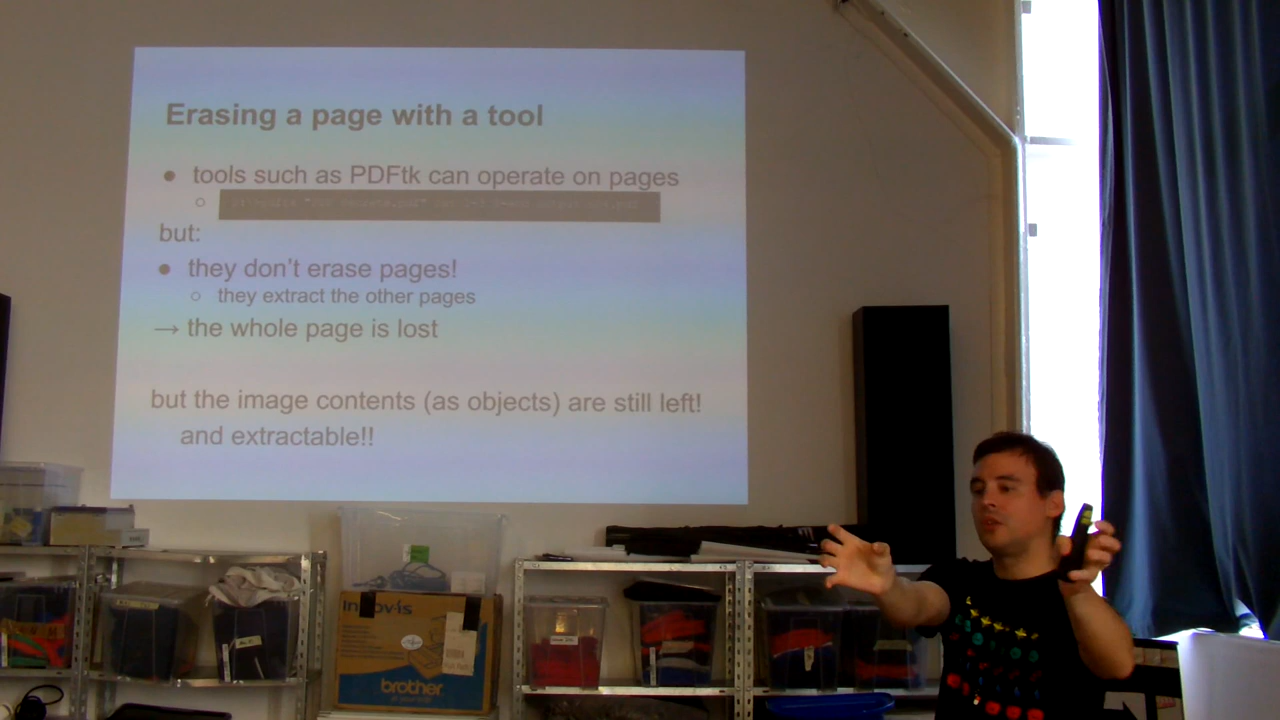 Erasing a page with a tool
● tools such as PDFtk can operate on pages
○
but:
● they don't erase pages!
○ they extract the other pages
→ the whole page is lost
but the image contents (as objects) are still left!
and extractable!!
Innov-is
brother